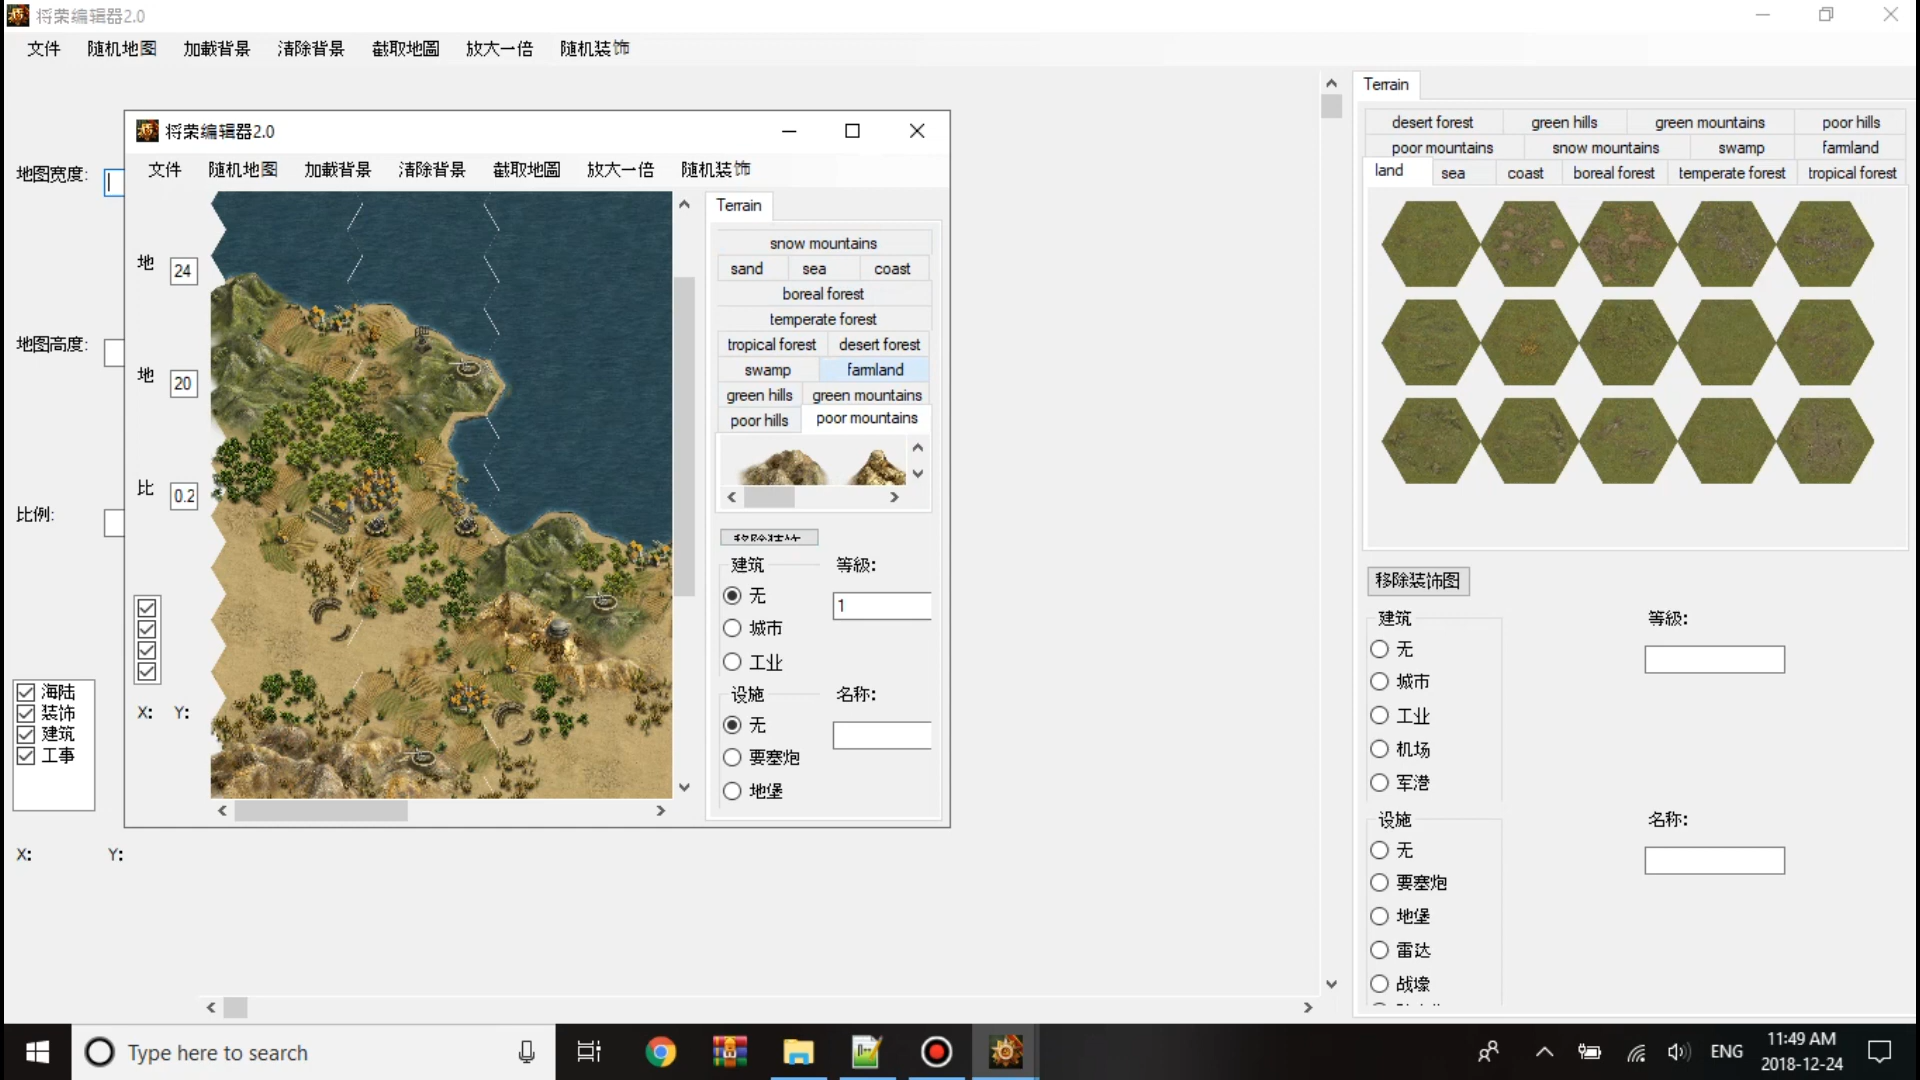 将荣编辑器2.0
文件 随机地图 加載背景 清除背景 截取地圖 放大一倍 随机装饰
地图宽度:
地图高度:
比例:
海陆
装饰
建筑
工事
X: Y:
将荣编辑器2.0
文件 随机地图 加載背景 清除背景 截取地圖 放大一倍 随机装饰
地 24
地 20
比 0.2
X: Y:
Terrain
snow mountains
sand sea coast
boreal forest
temperate forest
tropical forest desert forest
swamp farmland
green hills green mountains
poor hills poor mountains
建筑 等級:
无 1
城市
工业
设施 名称:
无
要塞炮
地堡
Terrain
desert forest green hills green mountains poor hills
poor mountains snow mountains swamp farmland
land sea coast boreal forest temperate forest tropical forest
移除装饰图
建筑 等級:
无
城市
工业
机场
军港
设施 名称:
无
要塞炮
地堡
雷达
战壕
Type here to search
ENG
11:49 AM
2018-12-24